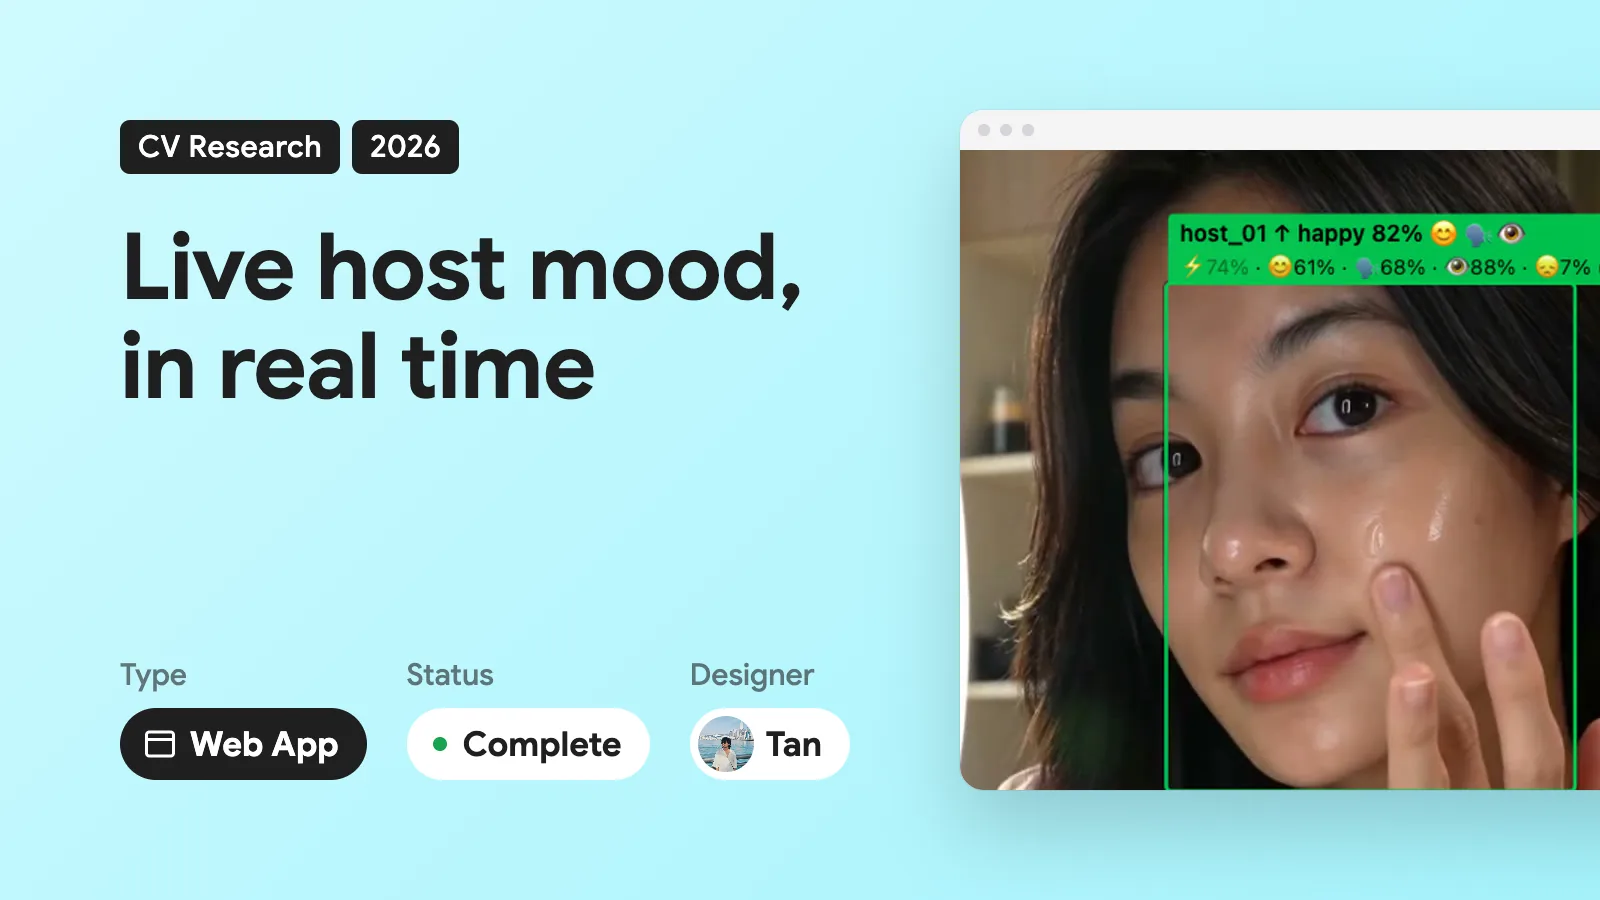 CV Research
2026
Live host mood,
in real time
host_01 ↑ happy 82% 😊 🗣️ 👁️
⚡74% · 😊61% · 🗣️68% · 👁️88% · 😞7%
Type
Status
Designer
Web App
Complete
Tan